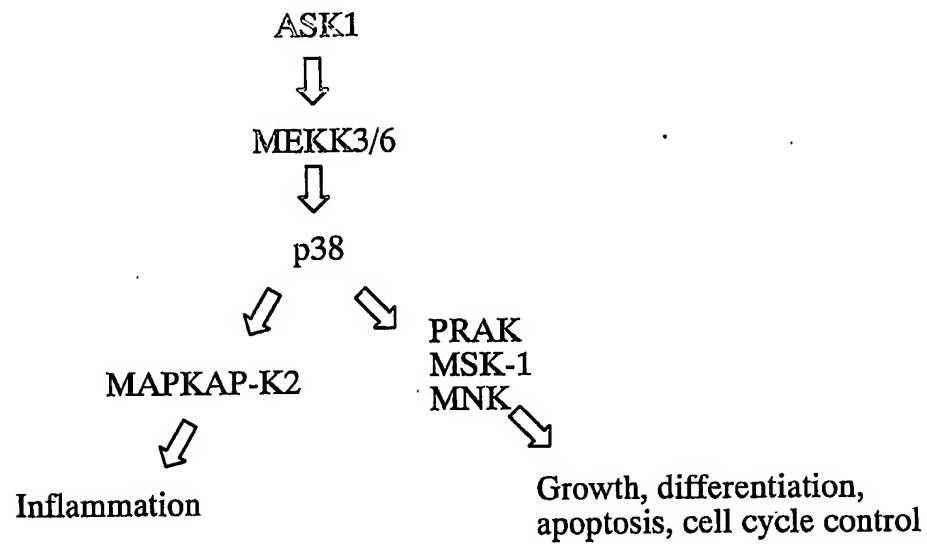 ASK1
MEKK3/6
p38
MAPKAP-K2
PRAK
MSK-1
MNK
Inflammation
Growth, differentiation,
apoptosis, cell cycle control